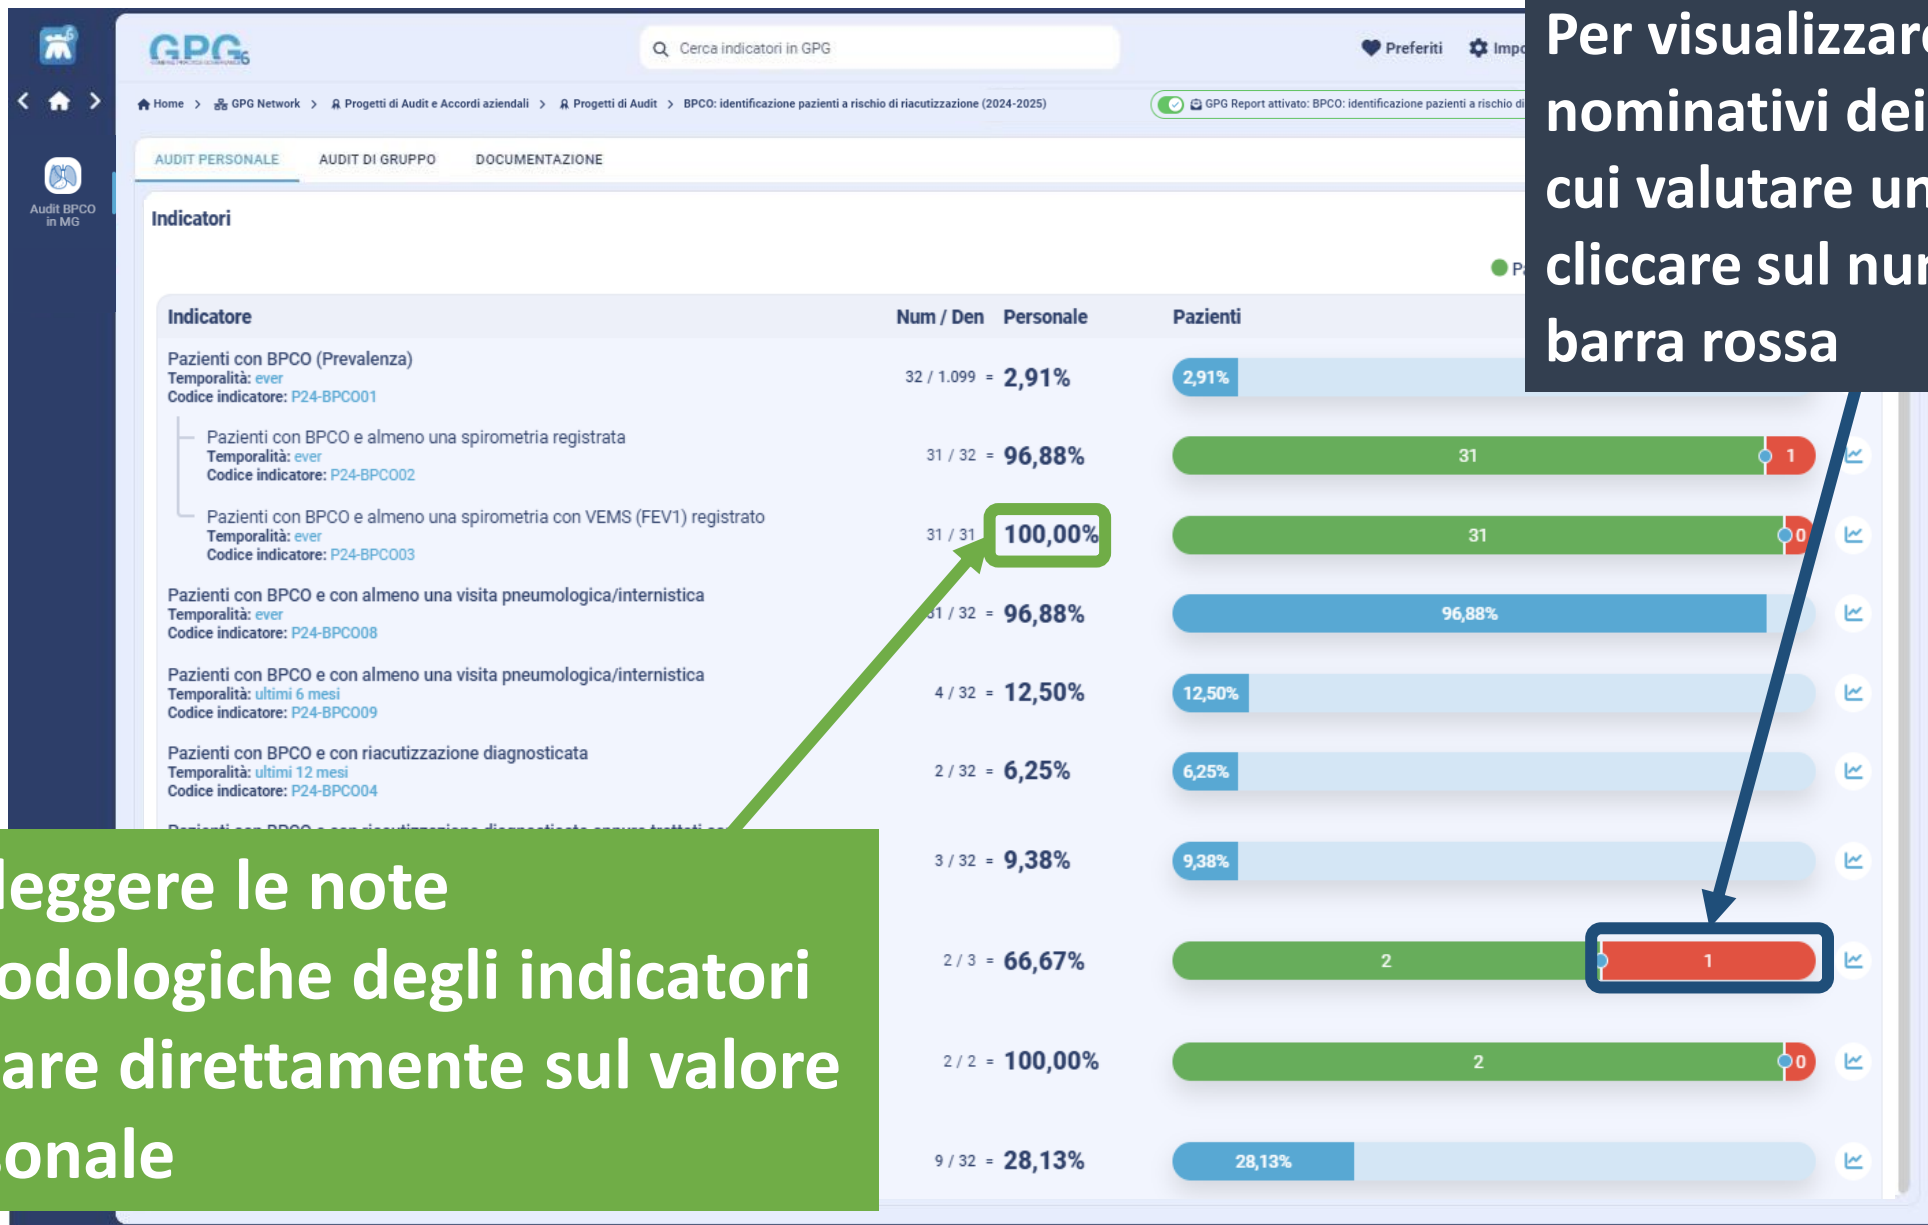 GPG6
Cerca indicatori in GPG
Preferiti
Per visualizzare
nominativi dei
cui valutare un
cliccare sul
barra rossa
Home > GPG Network > Progetti di Audit e Accordi aziendali > Progetti di Audit > BPCO: identificazione pazienti a rischio di riacutizzazione (2024-2025)
GPG Report attivato: BPCO: identificazione pazienti a rischio di
Audit BPCO
in MG
AUDIT PERSONALE AUDIT DI GRUPPO DOCUMENTAZIONE
Indicatori
Indicatore Num / Den Personale Pazienti
Pazienti con BPCO (Prevalenza)
Temporalità: ever
Codice indicatore: P24-BPCO01
32 / 1.099 = 2,91% 2,91%
Pazienti con BPCO e almeno una spirometria registrata
Temporalità: ever
Codice indicatore: P24-BPCO02
31 / 32 = 96,88% 31 1
Pazienti con BPCO e almeno una spirometria con VEMS (FEV1) registrato
Temporalità: ever
Codice indicatore: P24-BPCO03
31 / 31 100,00% 31 0
Pazienti con BPCO e con almeno una visita pneumologica/internistica
Temporalità: ever
Codice indicatore: P24-BPCO08
31 / 32 = 96,88% 96,88%
Pazienti con BPCO e con almeno una visita pneumologica/internistica
Temporalità: ultimi 6 mesi
Codice indicatore: P24-BPCO09
4 / 32 = 12,50% 12,50%
Pazienti con BPCO e con riacutizzazione diagnosticata
Temporalità: ultimi 12 mesi
Codice indicatore: P24-BPCO04
2 / 32 = 6,25% 6,25%
3 / 32 = 9,38% 9,38%
2 / 3 = 66,67% 2 1
2 / 2 = 100,00% 2 0
9 / 32 = 28,13% 28,13%
leggere le note
odologiche degli indicatori
are direttamente sul valore
sonale